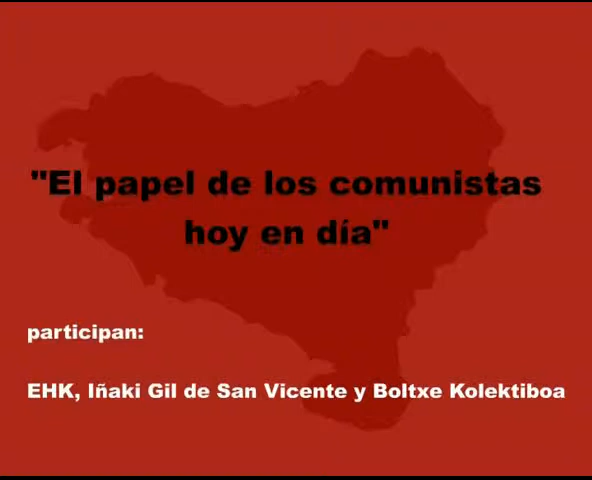 "El papel de los comunistas
hoy en día"
participan:
EHK, Iñaki Gil de San Vicente y Boltxe Kolektiboa